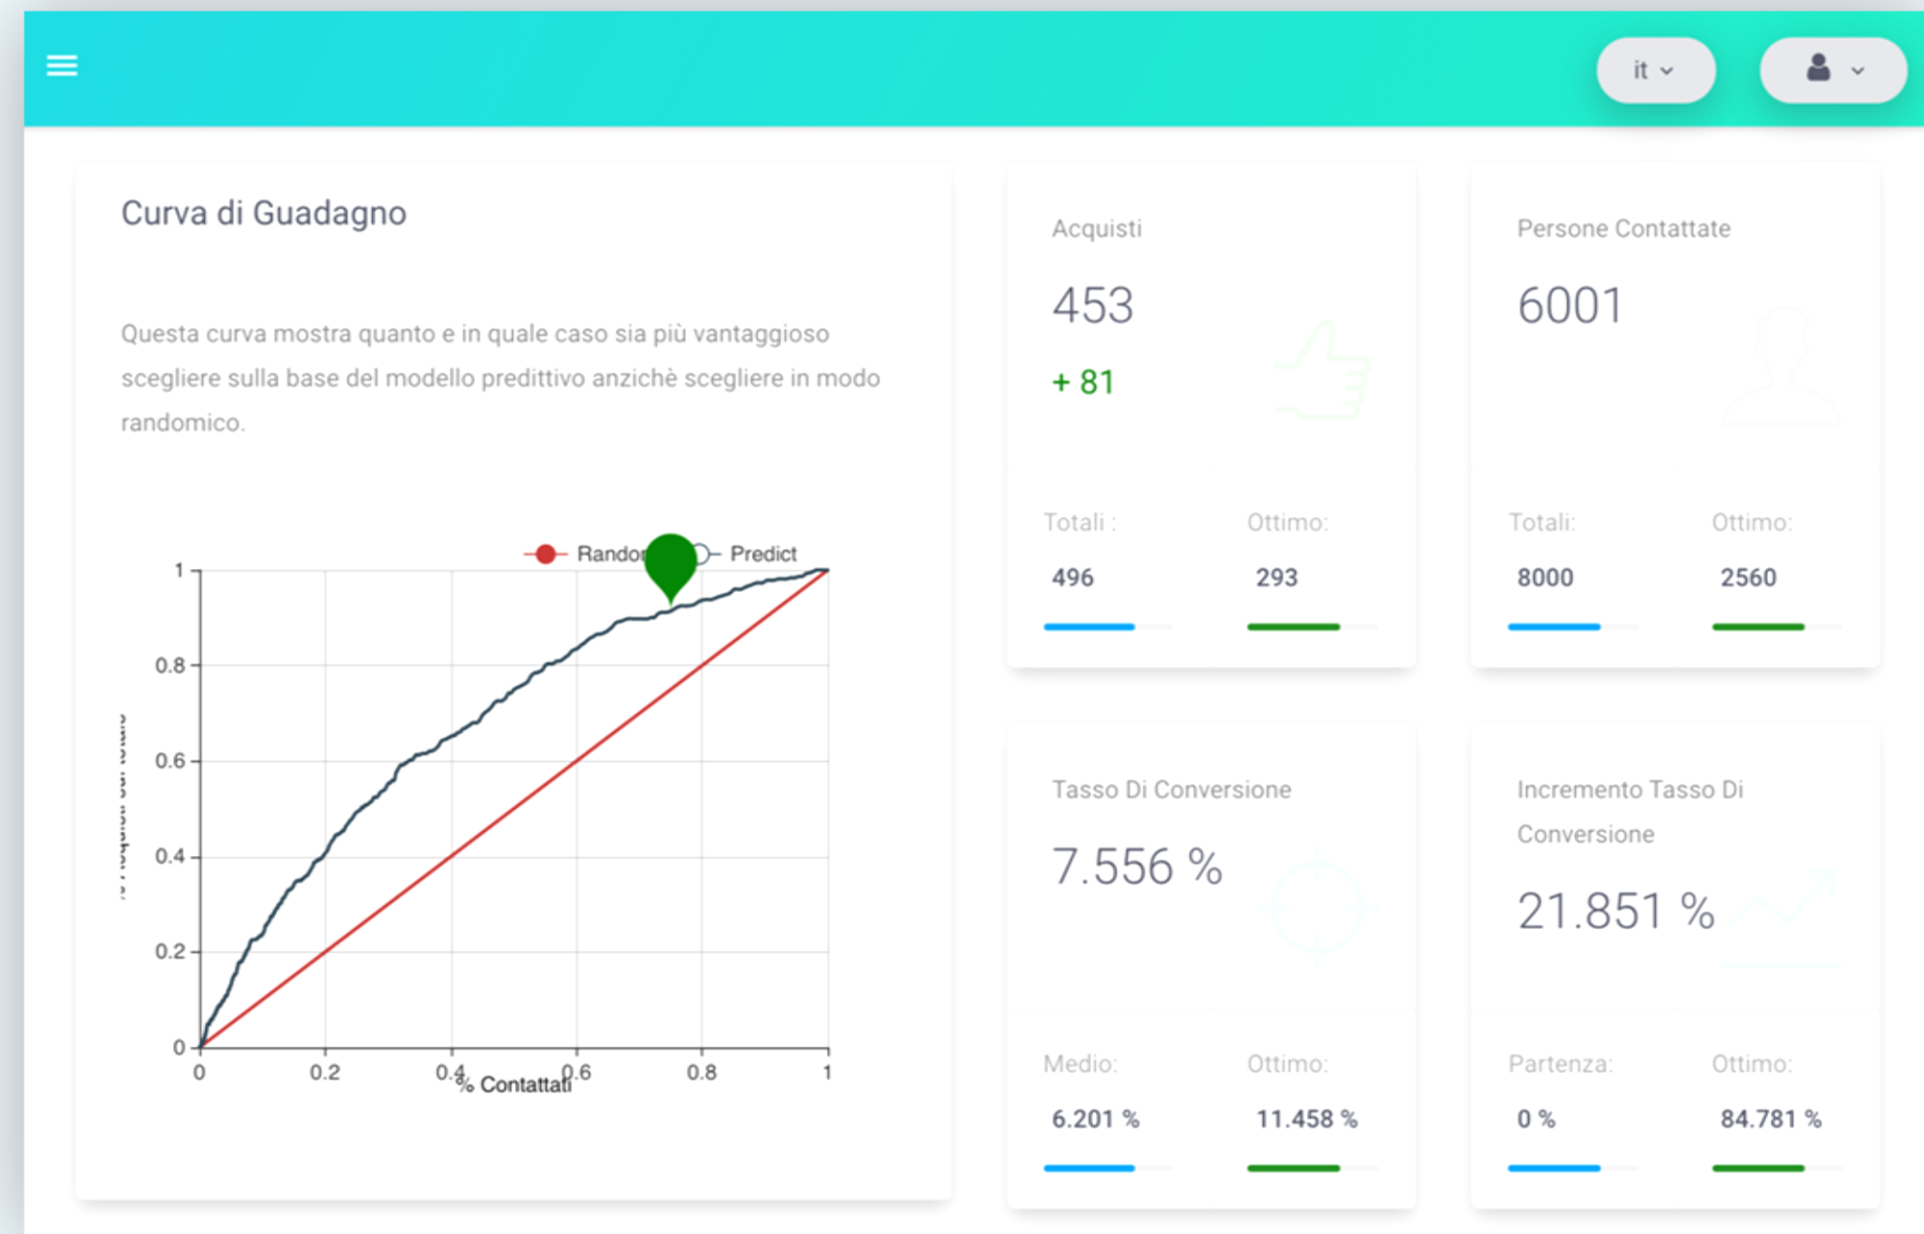 it
Curva di Guadagno
Questa curva mostra quanto e in quale caso sia più vantaggioso
scegliere sulla base del modello predittivo anzichè scegliere in modo
randomico.
Predict
1
0.8
0.6
0.4
0.2
0
0 0.2 0.4 0.6 0.8 1
% Contattati
Acquisti
453
+ 81
Totali : Ottimo:
496 293
Persone Contattate
6001
Totali: Ottimo:
8000 2560
Tasso Di Conversione
7.556 %
Medio: Ottimo:
6.201 % 11.458 %
Incremento Tasso Di
Conversione
21.851 %
Partenza: Ottimo:
0 % 84.781 %